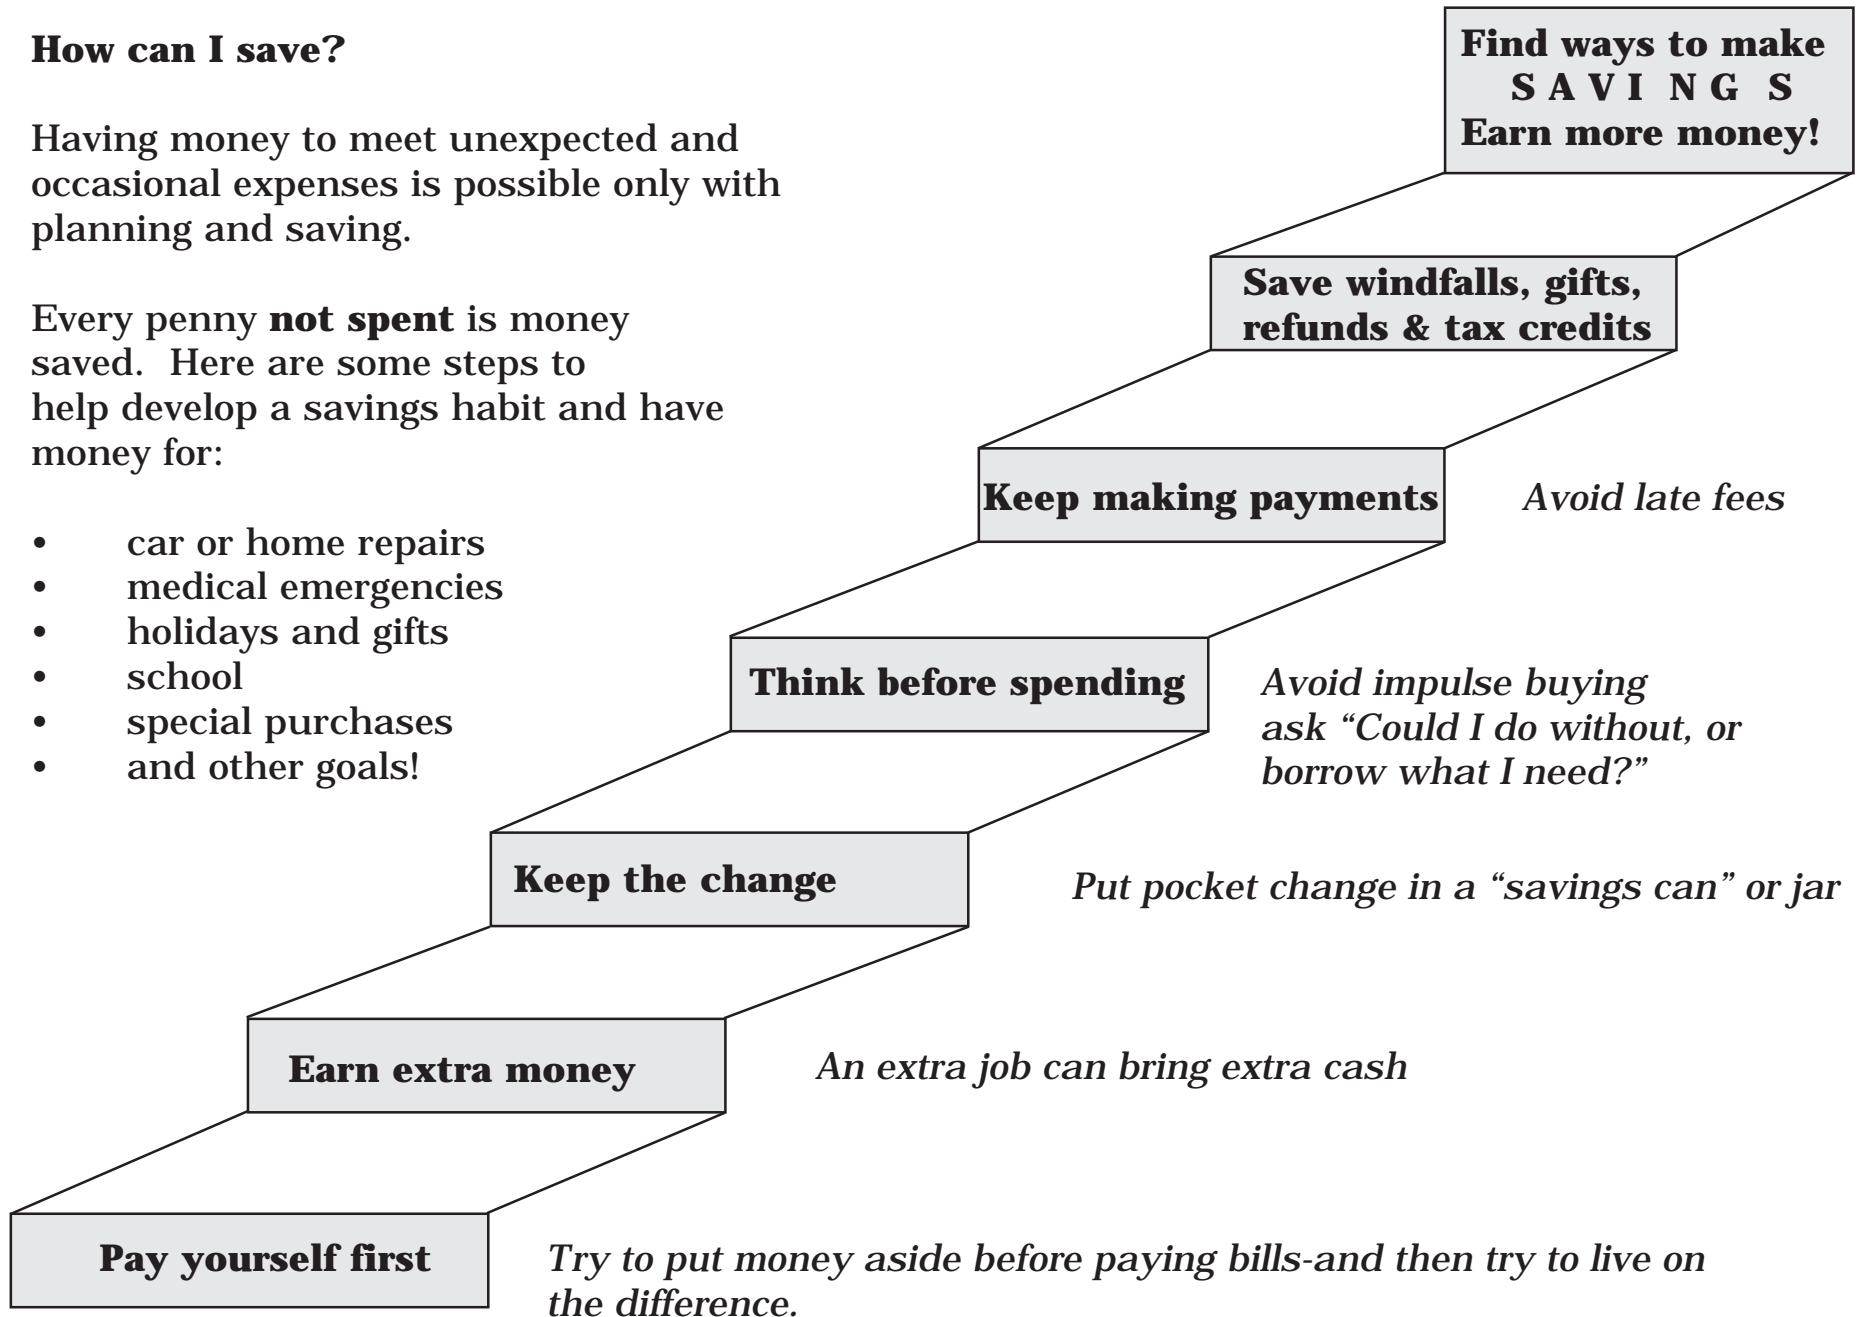 How can I save?
Having money to meet unexpected and
occasional expenses is possible only with
planning and saving.
Every penny not spent is money
saved.  Here are some steps to
help develop a savings habit and have
money for:
• car or home repairs
• medical emergencies
• holidays and gifts
• school
• special purchases
• and other goals!
Find ways to make
S A V I N G S
Earn more money!
Save windfalls, gifts,
refunds & tax credits
Keep making payments
Avoid late fees
Think before spending
Avoid impulse buying
ask “Could I do without, or
borrow what I need?”
Keep the change
Put pocket change in a “savings can” or jar
Earn extra money
An extra job can bring extra cash
Pay yourself first
Try to put money aside before paying bills-and then try to live on
the difference.